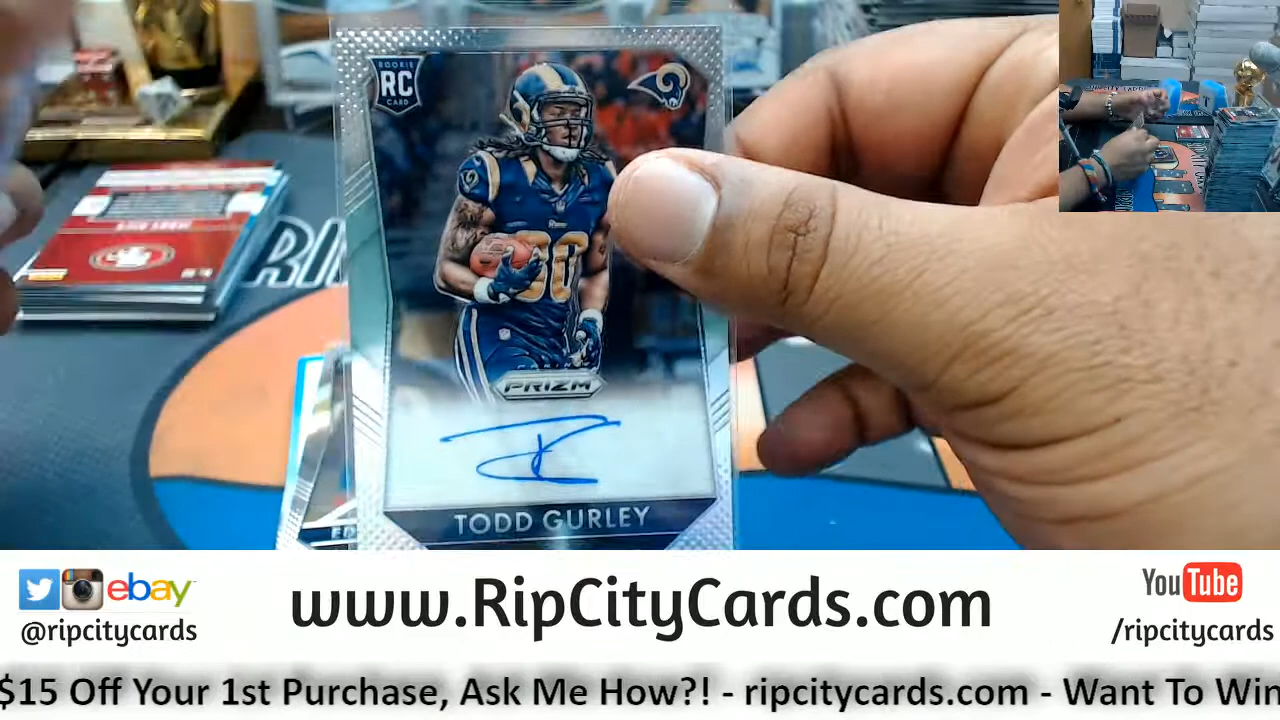 ROOKIE
RC
CARD
30
PRIZM
TODD GURLEY
ebay
@ripcitycards
www.RipCityCards.com
YouTube
/ripcitycards
$15 Off Your 1st Purchase, Ask Me How?! - ripcitycards.com - Want To Win